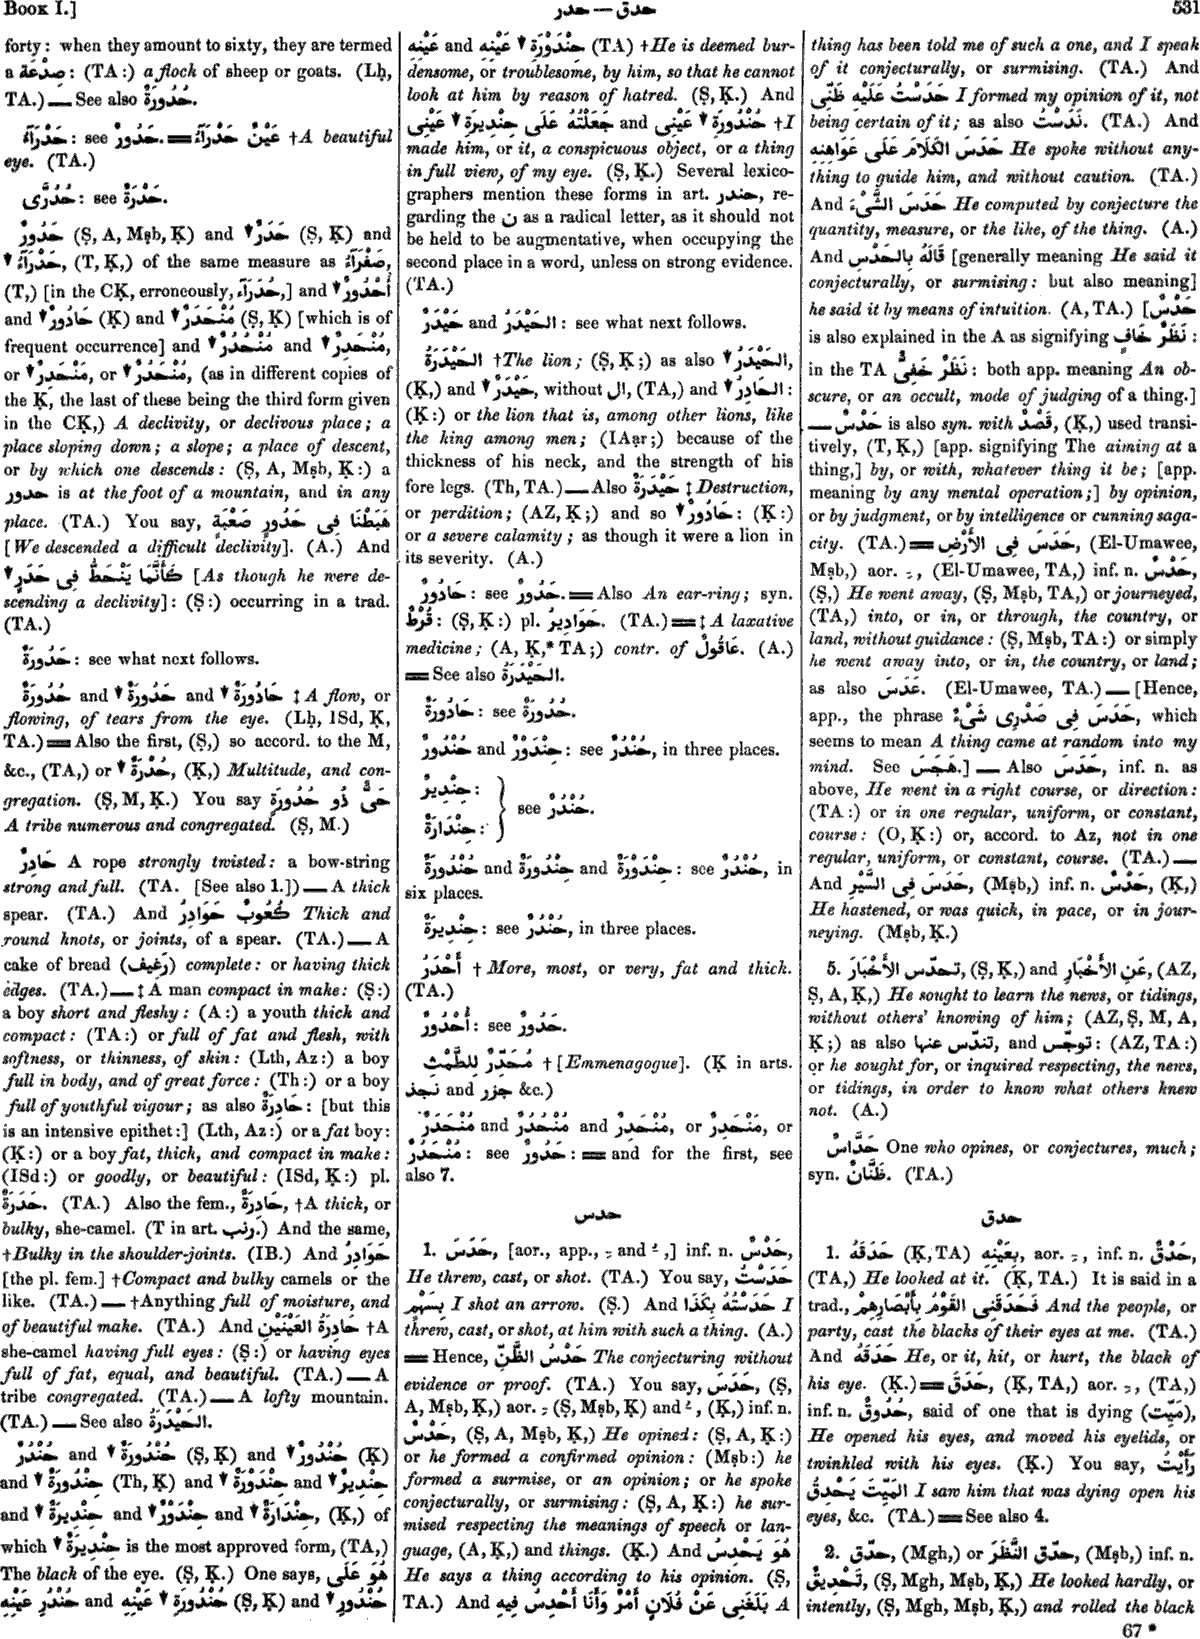 BOOK I.]
حدر — حدق
531
forty: when they amount to sixty, they are termed
a صِدْعَة: (TA:) a flock of sheep or goats. (Lḥ,
TA.) — See also حُدُورَةٌ.
حَدْرَآءُ: see حَدُورٌ. = عَيْنٌ حَدْرَآءُ †A beautiful
eye. (TA.)
حُدُرَّى: see حَدْرَةٌ.
حَدُورٌ (Ṣ, A, Mṣb, Ḳ) and ▼حَدَرٌ (Ṣ, Ḳ) and
▼حَدْرَآءُ, (T, Ḳ,) of the same measure as صَفْرَآءُ,
(T,) [in the CḲ, erroneously, حُدَرَآء,] and ▼أُحْدُورٌ
and ▼حَادُورٌ (Ḳ) and ▼مُنْحَدَرٌ (Ṣ, Ḳ) [which is of
frequent occurrence] and ▼مُنْحَدُرٌ and ▼مُنْحَدِرٌ,
or ▼مَنْحَدِرٌ, or ▼مُنْحُدُرٌ, (as in different copies of
the Ḳ, the last of these being the third form given
in the CḲ,) A declivity, or declivous place; a
place sloping down; a slope; a place of descent,
or by which one descends: (Ṣ, A, Mṣb, Ḳ:) a
حدور is at the foot of a mountain, and in any
place. (TA.) You say, هَبَطْنَا فِى حَدُورٍ صَعْبَةٍ
[We descended a difficult declivity]. (A.) And
▼كَأَنَّمَا يَنْحَطُّ فِى حَدَرٍ [As though he were de-
scending a declivity]: (Ṣ:) occurring in a trad.
(TA.)
حَدُورَةٌ: see what next follows.
حُدُورَةٌ and ▼حَدُورَةٌ and ▼حَادُورَةٌ ‡A flow, or
flowing, of tears from the eye. (Lḥ, ISd, Ḳ,
TA.) = Also the first, (Ṣ,) so accord. to the M,
&c., (TA,) or ▼حُدْرَةٌ, (Ḳ,) Multitude, and con-
gregation. (Ṣ, M, Ḳ.) You say حَىٌّ ذُو حُدُورَةٍ
A tribe numerous and congregated. (Ṣ, M.)
حَادِرٌ A rope strongly twisted: a bow-string
strong and full. (TA. [See also 1.]) — A thick
spear. (TA.) And كُعُوبٌ حَوَادِرُ Thick and
round knots, or joints, of a spear. (TA.) — A
cake of bread (رَغِيف) complete: or having thick
edges. (TA.) — ‡A man compact in make: (Ṣ:)
a boy short and fleshy: (A:) a youth thick and
compact: (TA:) or full of fat and flesh, with
softness, or thinness, of skin: (Lth, Az:) a boy
full in body, and of great force: (Th:) or a boy
full of youthful vigour; as also حَادِرَةٌ: [but this
is an intensive epithet:] (Lth, Az:) or a fat boy:
(Ḳ:) or a boy fat, thick, and compact in make:
(ISd:) or goodly, or beautiful: (ISd, Ḳ:) pl.
حَدَرَةٌ. (TA.) Also the fem., حَادِرَةٌ, †A thick, or
bulky, she-camel. (T in art. رنب.) And the same,
†Bulky in the shoulder-joints. (IB.) And حَوَادِرُ
[the pl. fem.] †Compact and bulky camels or the
like. (TA.) — †Anything full of moisture, and
of beautiful make. (TA.) And حَادِرَةُ العَيْنَيْنِ †A
she-camel having full eyes: (Ṣ:) or having eyes
full of fat, equal, and beautiful. (TA.) — A
tribe congregated. (TA.) — A lofty mountain.
(TA.) — See also الحَيْدَرَةُ.
حُنْدُرٌ and ▼حُنْدُورَةٌ (Ṣ, Ḳ) and ▼حُنْدُورٌ (Ḳ)
and ▼حِنْدُورَةٌ (Th, Ḳ) and ▼حِنْدَوْرَةٌ and ▼حِنْدِيرٌ
and ▼حِنْدِيرَةٌ and ▼حِنْدَوْرٌ and ▼حِنْدَارَةٌ, (Ḳ,) of
which ▼حِنْدِيرَةٌ is the most approved form, (TA,)
The black of the eye. (Ṣ, Ḳ.) One says, هُوَ عَلَى
حُنْدُرِ عَيْنِهِ and ▼حُنْدُورَةِ عَيْنِهِ (Ṣ, Ḳ) and ▼حُنْدُورِ
عَيْنِهِ and ▼حِنْدَوْرَةِ عَيْنِهِ (TA) †He is deemed bur-
densome, or troublesome, by him, so that he cannot
look at him by reason of hatred. (Ṣ, Ḳ.) And
جَعَلْتُهُ عَلَى ▼حِنْدِيرَةِ عَيْنِى and ▼حُنْدُورَةِ عَيْنِى †I
made him, or it, a conspicuous object, or a thing
in full view, of my eye. (Ṣ, Ḳ.) Several lexico-
graphers mention these forms in art. حندر, re-
garding the ن as a radical letter, as it should not
be held to be augmentative, when occupying the
second place in a word, unless on strong evidence.
(TA.)
حَيْدَرٌ and الحَيْدَرُ: see what next follows.
الحَيْدَرَةُ †The lion; (Ṣ, Ḳ;) as also ▼الحَيْدَرُ,
(Ḳ,) and ▼حَيْدَرٌ, without ال, (TA,) and ▼الحَادِرُ:
(Ḳ:) or the lion that is, among other lions, like
the king among men; (IAạr;) because of the
thickness of his neck, and the strength of his
fore legs. (Th, TA.) — Also حَيْدَرَةٌ ‡Destruction,
or perdition; (AZ, Ḳ;) and so ▼حَادُورٌ: (Ḳ:)
or a severe calamity; as though it were a lion in
its severity. (A.)
حَادُورٌ: see حَدُورٌ. = Also An ear-ring; syn.
قُرْطٌ: (Ṣ, Ḳ:) pl. حَوَادِيرُ. (TA.) = ‡A laxative
medicine; (A, Ḳ,* TA;) contr. of عَاقُولٌ. (A.)
= See also الحَيْدَرَةُ.
حَادُورَةٌ: see حُدُورَةٌ.
حُنْدُورٌ and حِنْدَوْرٌ: see حُنْدُرٌ, in three places.
حِنْدِيرٌ:
حِنْدَارَةٌ:
} see حُنْدُرٌ.
حُنْدُورَةٌ and حِنْدَوْرَةٌ and حِنْدُورَةٌ: see حُنْدُرٌ, in
six places.
حِنْدِيرَةٌ: see حُنْدُرٌ, in three places.
أَحْدَرُ †More, most, or very, fat and thick.
(TA.)
أُحْدُورٌ: see حَدُورٌ.
مُحَدِّرٌ لِلطَّمْثِ †[Emmenagogue]. (Ḳ in arts.
جزر and نجذ &c.)
مُنْحَدَرٌ and مُنْحَدُرٌ and مُنْحَدِرٌ, or مَنْحَدِرٌ, or
مُنْحُدُرٌ: see حَدُورٌ: = and for the first, see
also 7.
حدس
1. حَدَسَ, [aor., app., ـِ and ـُ,] inf. n. حَدْسٌ,
He threw, cast, or shot. (TA.) You say, حَدَسْتُ
بِسَهْمٍ I shot an arrow. (Ṣ.) And حَدَسْتُهُ بِكَذَا I
threw, cast, or shot, at him with such a thing. (A.)
= Hence, حَدْسُ الظَّنِّ The conjecturing without
evidence or proof. (TA.) You say, حَدَسَ, (Ṣ,
A, Mṣb, Ḳ,) aor. ـِ (Ṣ, Mṣb, Ḳ) and ـُ, (Ḳ,) inf. n.
حَدْسٌ, (Ṣ, A, Mṣb, Ḳ,) He opined: (Ṣ, A, Ḳ:)
or he formed a confirmed opinion: (Mṣb:) he
formed a surmise, or an opinion; or he spoke
conjecturally, or surmising: (Ṣ, A, Ḳ:) he sur-
mised respecting the meanings of speech or lan-
guage, (A, Ḳ,) and things. (Ḳ.) And هُوَ يَحْدِسُ
He says a thing according to his opinion. (Ṣ,
TA.) And بَلَغَنِى عَنْ فُلَانٍ أَمْرٌ وَأَنَا أَحْدِسُ فِيهِ A
thing has been told me of such a one, and I speak
of it conjecturally, or surmising. (TA.) And
حَدَسْتُ عَلَيْهِ ظَنِّى I formed my opinion of it, not
being certain of it; as also نَدَسْتُ. (TA.) And
حَدَسَ الكَلَامَ عَلَى عَوَاهِنِهِ He spoke without any-
thing to guide him, and without caution. (TA.)
And حَدَسَ الشَّىْءَ He computed by conjecture the
quantity, measure, or the like, of the thing. (A.)
And قَالَهُ بِالحَدْسِ [generally meaning He said it
conjecturally, or surmising: but also meaning]
he said it by means of intuition. (A, TA.) [حَدْسٌ
is also explained in the A as signifying نَظَرٌ خَافٍ:
in the TA نَظَرٌ خَفِىٌّ: both app. meaning An ob-
scure, or an occult, mode of judging of a thing.]
— حَدْسٌ is also syn. with قَصْدٌ, (Ḳ,) used transi-
tively, (T, Ḳ,) [app. signifying The aiming at a
thing,] by, or with, whatever thing it be; [app.
meaning by any mental operation;] by opinion,
or by judgment, or by intelligence or cunning saga-
city. (TA.) = حَدَسَ فِى الأَرْضِ, (El-Umawee,
Mṣb,) aor. ـِ, (El-Umawee, TA,) inf. n. حَدْسٌ,
(Ṣ,) He went away, (Ṣ, Mṣb, TA,) or journeyed,
(TA,) into, or in, or through, the country, or
land, without guidance: (Ṣ, Mṣb, TA:) or simply
he went away into, or in, the country, or land;
as also عَدَسَ. (El-Umawee, TA.) — [Hence,
app., the phrase حَدَسَ فِى صَدْرِى شَىْءٌ, which
seems to mean A thing came at random into my
mind. See هَجَسَ.] — Also حَدَسَ, inf. n. as
above, He went in a right course, or direction:
(TA:) or in one regular, uniform, or constant,
course: (O, Ḳ:) or, accord. to Az, not in one
regular, uniform, or constant, course. (TA.) —
And حَدَسَ فِى السَّيْرِ, (Mṣb,) inf. n. حَدْسٌ, (Ḳ,)
He hastened, or was quick, in pace, or in jour-
neying. (Mṣb, Ḳ.)
5. تحدّس الأَخْبَارَ, (Ṣ, Ḳ,) and عَنِ الأَخْبَارِ, (AZ,
Ṣ, A, Ḳ,) He sought to learn the news, or tidings,
without others' knowing of him; (AZ, Ṣ, M, A,
Ḳ;) as also تندّس عنها, and توجّس: (AZ, TA:)
or he sought for, or inquired respecting, the news,
or tidings, in order to know what others knew
not. (A.)
حَدَّاسٌ One who opines, or conjectures, much;
syn. ظَنَّانٌ. (TA.)
حدق
1. حَدَقَهُ (Ḳ, TA) بِعَيْنِهِ, aor. ـِ, inf. n. حَدْقٌ,
(TA,) He looked at it. (Ḳ, TA.) It is said in a
trad., فَحَدَقَنِى القَوْمُ بِأَبْصَارِهِمْ And the people, or
party, cast the blacks of their eyes at me. (TA.)
And حَدَقَهُ He, or it, hit, or hurt, the black of
his eye. (Ḳ.) = حَدَقَ, (Ḳ, TA,) aor. ـِ, (TA,)
inf. n. حُدُوقٌ, said of one that is dying (مَيِّت),
He opened his eyes, and moved his eyelids, or
twinkled with his eyes. (Ḳ.) You say, رَأَيْتُ
المَيِّتَ يَحْدِقُ I saw him that was dying open his
eyes, &c. (TA.) = See also 4.
2. حدّق, (Mgh,) or حدّق النَّظَرَ, (Mṣb,) inf. n.
تَحْدِيقٌ, (Ṣ, Mgh, Mṣb, Ḳ,) He looked hardly, or
intently, (Ṣ, Mgh, Mṣb, Ḳ,) and rolled the black
67 *